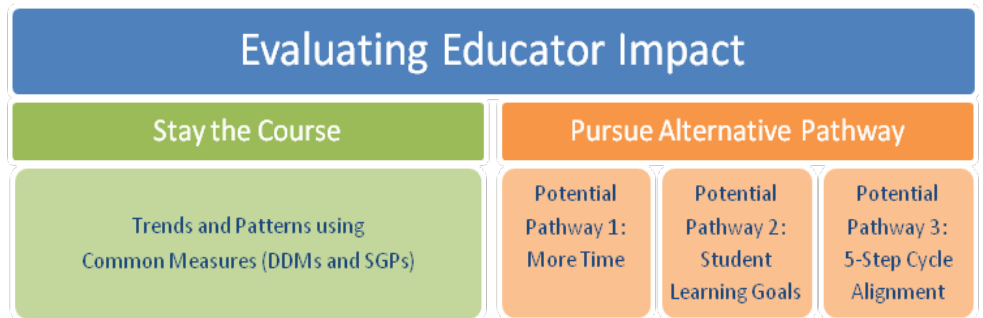 Evaluating Educator Impact
Stay the Course
Pursue Alternative Pathway
Trends and Patterns using
Common Measures (DDMs and SGPs)
Potential
Pathway 1:
More Time
Potential
Pathway 2:
Student
Learning Goals
Potential
Pathway 3:
5-Step Cycle
Alignment